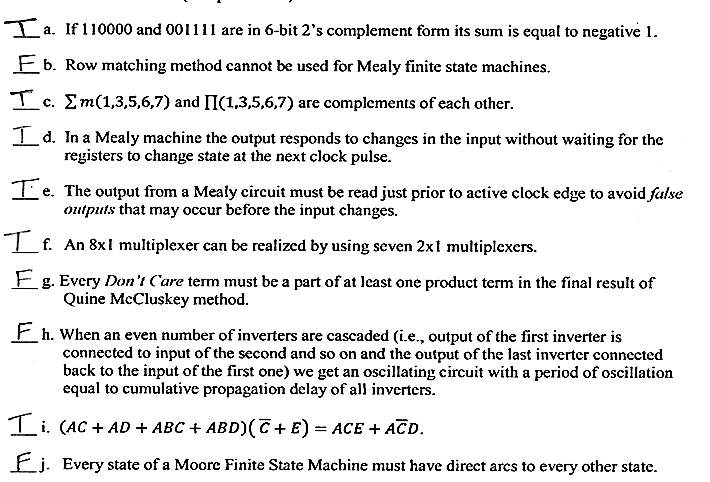 T a. If 110000 and 001111 are in 6-bit 2's complement form its sum is equal to negative 1.
F b. Row matching method cannot be used for Mealy finite state machines.
T c. ∑m(1,3,5,6,7) and ∏(1,3,5,6,7) are complements of each other.
T d. In a Mealy machine the output responds to changes in the input without waiting for the
registers to change state at the next clock pulse.
T e. The output from a Mealy circuit must be read just prior to active clock edge to avoid false
outputs that may occur before the input changes.
T f. An 8x1 multiplexer can be realized by using seven 2x1 multiplexers.
F g. Every Don't Care term must be a part of at least one product term in the final result of
Quine McCluskey method.
F h. When an even number of inverters are cascaded (i.e., output of the first inverter is
connected to input of the second and so on and the output of the last inverter connected
back to the input of the first one) we get an oscillating circuit with a period of oscillation
equal to cumulative propagation delay of all inverters.
T i. (AC + AD + ABC + ABD)(C̅ + E) = ACE + AC̅D.
F j. Every state of a Moore Finite State Machine must have direct arcs to every other state.